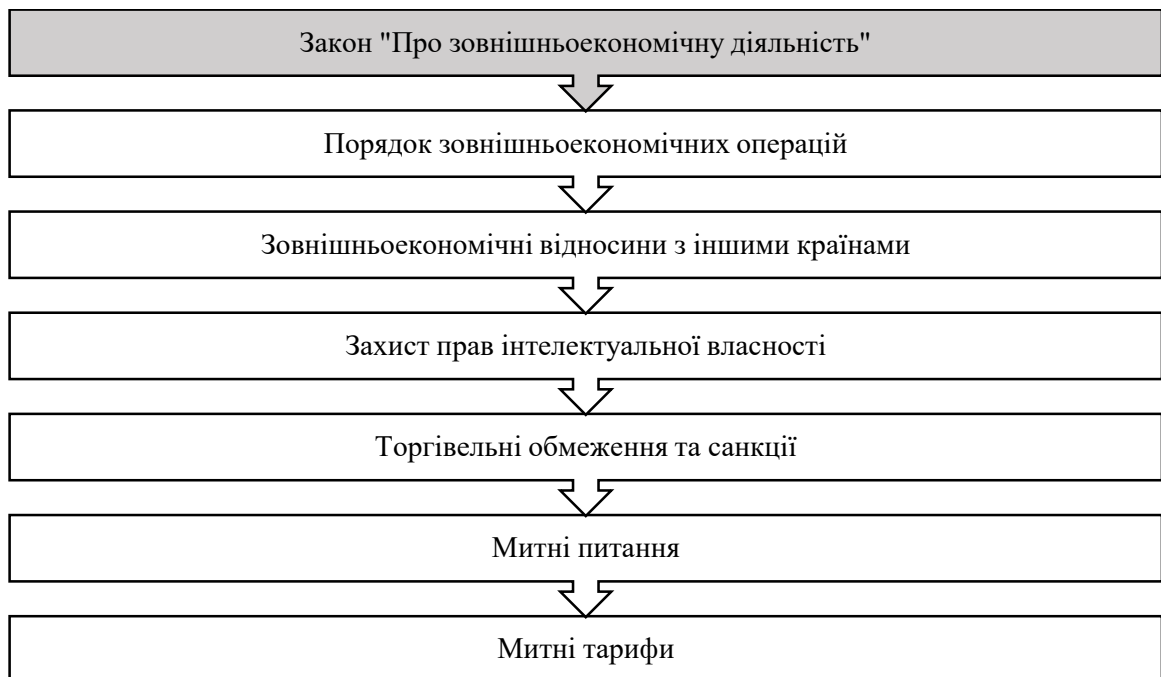 Закон "Про зовнішньоекономічну діяльність"
Порядок зовнішньоекономічних операцій
Зовнішньоекономічні відносини з іншими країнами
Захист прав інтелектуальної власності
Торгівельні обмеження та санкції
Митні питання
Митні тарифи